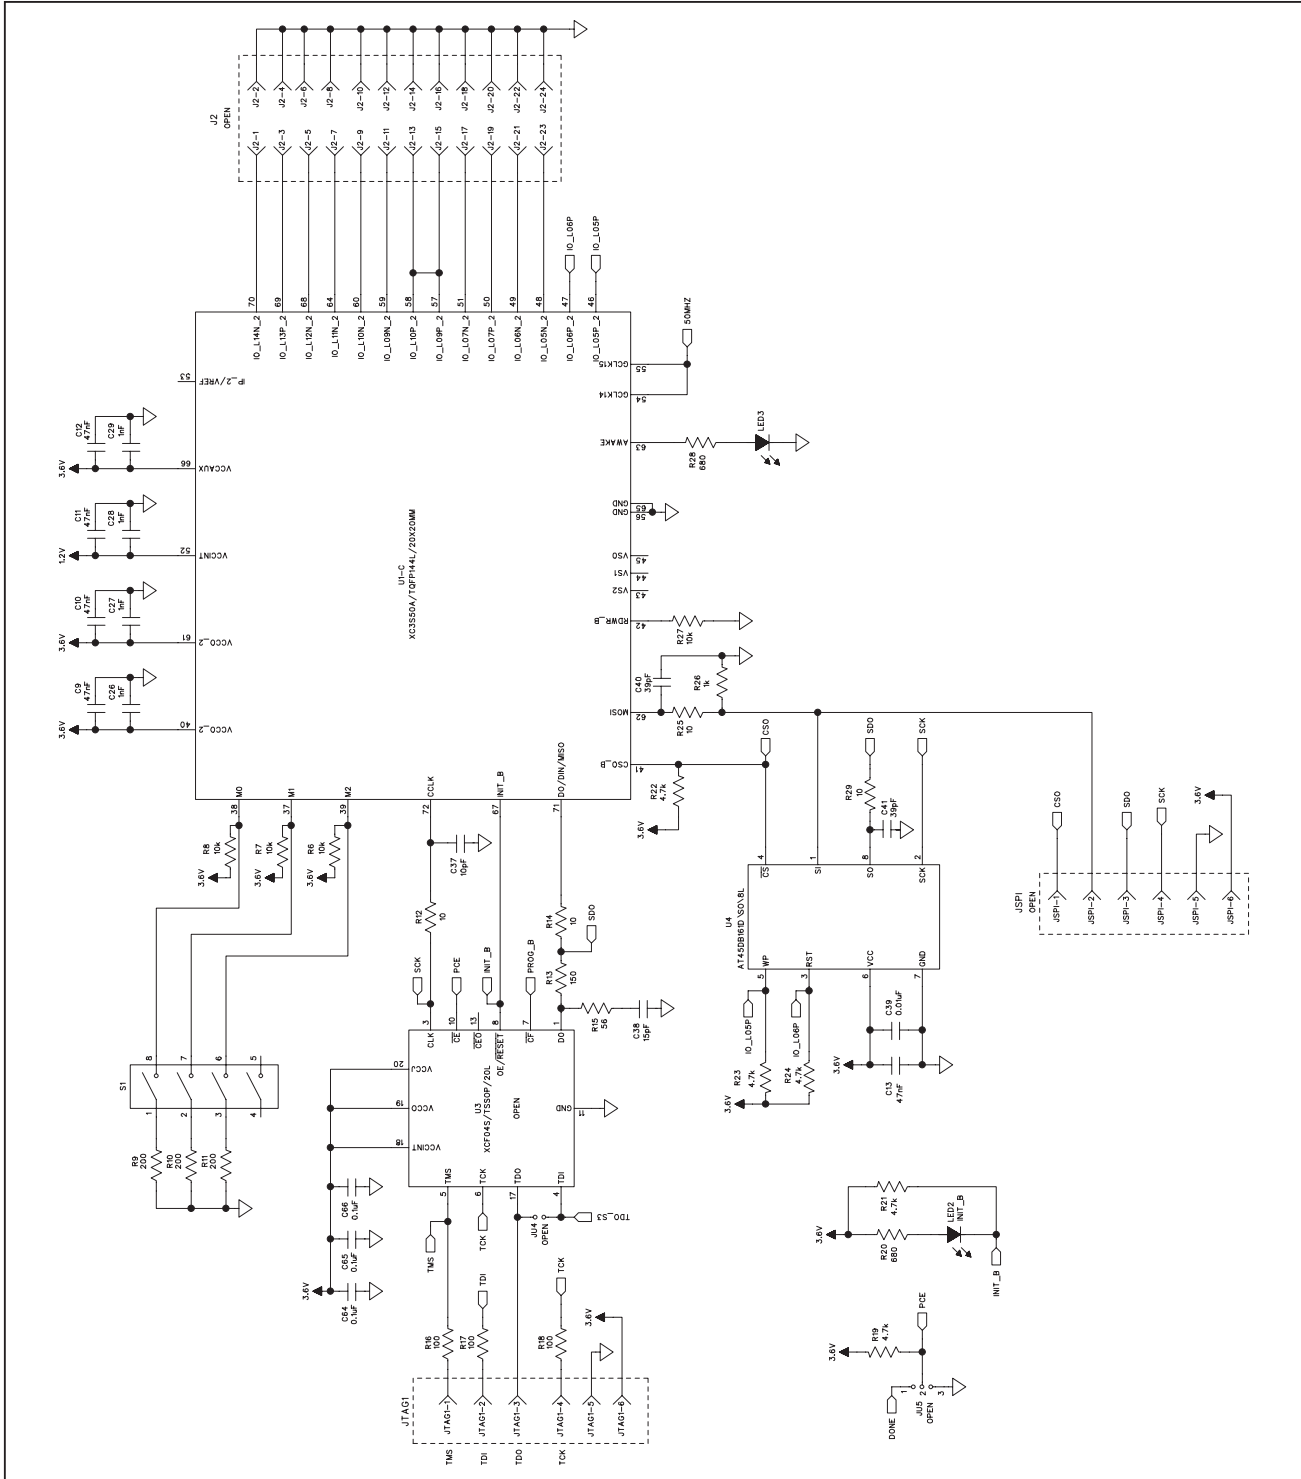 J2
OPEN
J2-2
J2-4
J2-6
J2-8
J2-10
J2-12
J2-14
J2-16
J2-18
J2-20
J2-22
J2-24
J2-1
J2-3
J2-5
J2-7
J2-9
J2-11
J2-13
J2-15
J2-17
J2-19
J2-21
J2-23
IO_L06P
IO_L05P
70
69
68
64
60
59
58
57
51
50
49
48
47
46
IO_L14N_2
IO_L13P_2
IO_L12N_2
IO_L11N_2
IO_L10N_2
IO_L09N_2
IO_L10P_2
IO_L09P_2
IO_L07N_2
IO_L07P_2
IO_L06N_2
IO_L05N_2
IO_L06P_2
IO_L05P_2
53
IP_2/VREF
C12
47nF
C29
1nF
3.6V
66
VCCAUX
C11
47nF
C28
1nF
1.2V
52
VCCINT
C10
47nF
C27
1nF
3.6V
61
VCCO_2
C9
47nF
C26
1nF
3.6V
40
VCCO_2
U1-C
XC3S50A/TQFP144L/20X20MM
GCLK15
55
GCLK14
54
50MHZ
AWAKE
63
R28
680
LED3
GND
65
GND
56
VS0
45
VS1
44
VS2
43
RDWR_B
42
R27
10k
C40
39pF
R26
1k
MOSI
62
R25
10
CSO_B
41
R22
4.7k
3.6V
CSO
SDO
SCK
R29
10
C41
39pF
M0
38
M1
37
M2
39
CCLK
72
INIT_B
67
DO/DIN/MISO
71
R8
10k
3.6V
R7
10k
3.6V
R6
10k
3.6V
C37
10pF
R12
10
R14
10
SDO
R13
150
R15
56
C38
15pF
SCK
PCE
INIT_B
PROG_B
3
CLK
10
CE
13
CEO
8
OE/RESET
7
CF
1
DO
20
VCCJ
19
VCCO
18
VCCINT
U3
XCF04S/TSSOP/20L
OPEN
GND
11
TMS
5
TCK
6
TDO
17
TDI
4
TMS
TCK
JU4
OPEN
TDO_S3
S1
8
7
6
5
1
2
3
4
R9
200
R10
200
R11
200
C66
0.1uF
C65
0.1uF
C64
0.1uF
3.6V
R16
100
R17
100
TDI
R18
100
TCK
3.6V
JTAG1
JTAG1-1
JTAG1-2
JTAG1-3
JTAG1-4
JTAG1-5
JTAG1-6
TMS
TDI
TDO
TCK
4
1
8
2
CS
SI
SO
SCK
U4
AT45DB161D\SO\8L
WP
RST
VCC
GND
5
3
6
7
IO_L05P
IO_L06P
R23
4.7k
R24
4.7k
3.6V
C39
0.01uF
C13
47nF
3.6V
CSO
SDO
SCK
3.6V
JSPI
OPEN
JSPI-1
JSPI-2
JSPI-3
JSPI-4
JSPI-5
JSPI-6
3.6V
R21
4.7k
R20
680
LED2
INIT_B
INIT_B
3.6V
R19
4.7k
PCE
DONE
1
2
3
JU5
OPEN